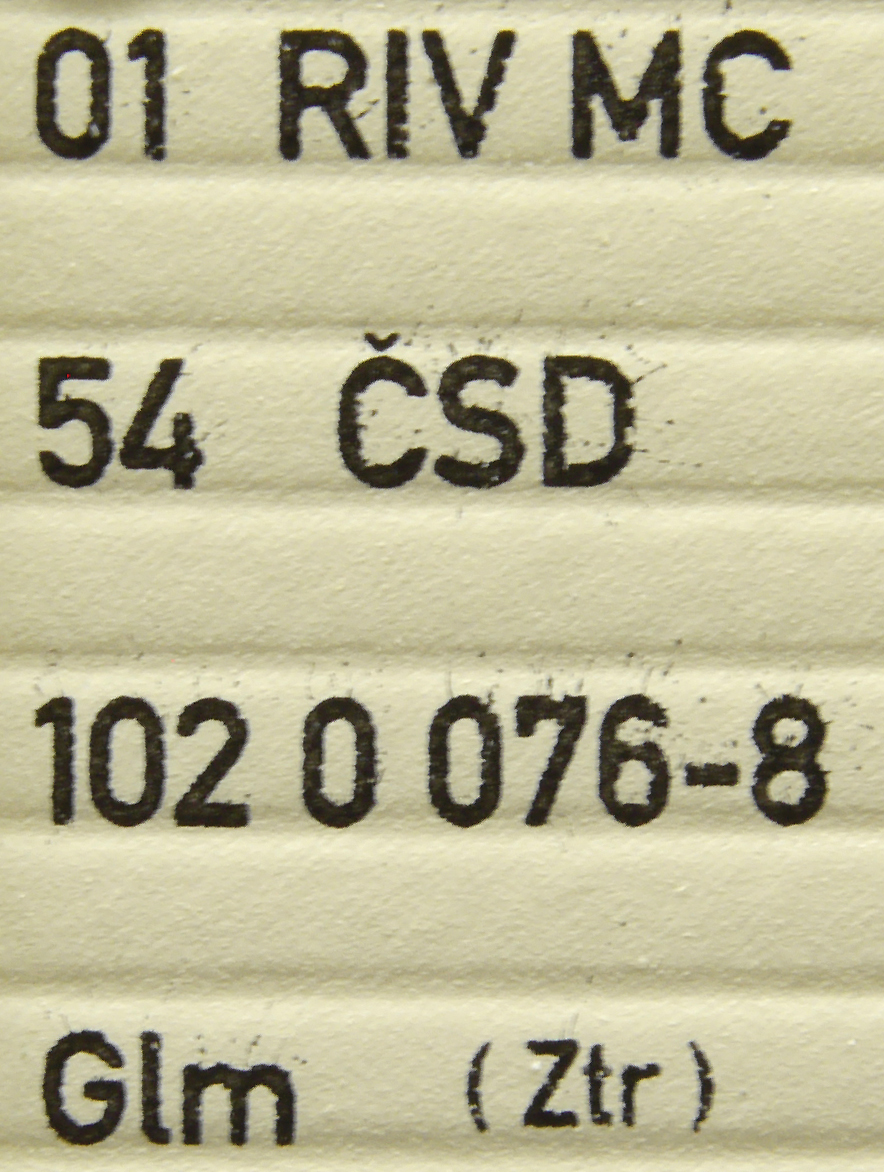 01 RIV MC
54 ČSD
102 0 076-8
Glm (Ztr)